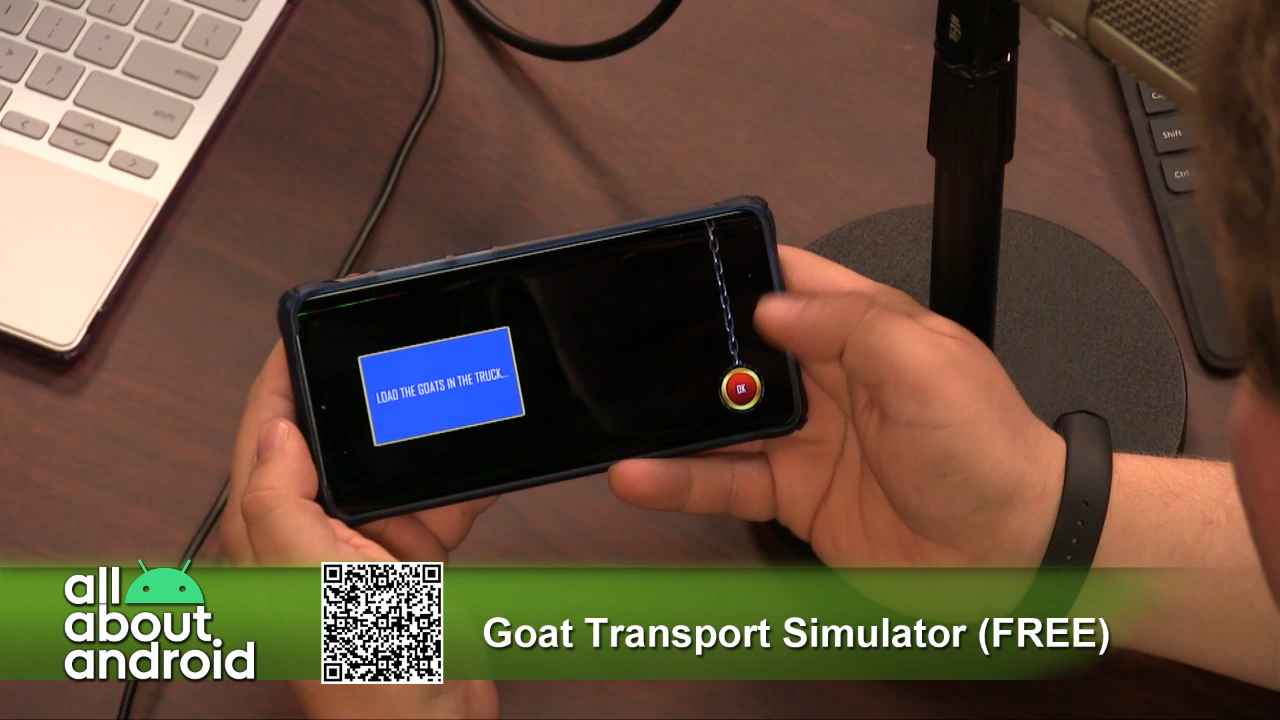 enter
shift
Shift
Ctrl
LOAD THE GOATS IN THE TRUCK...
OK
all
about
android
Goat Transport Simulator (FREE)